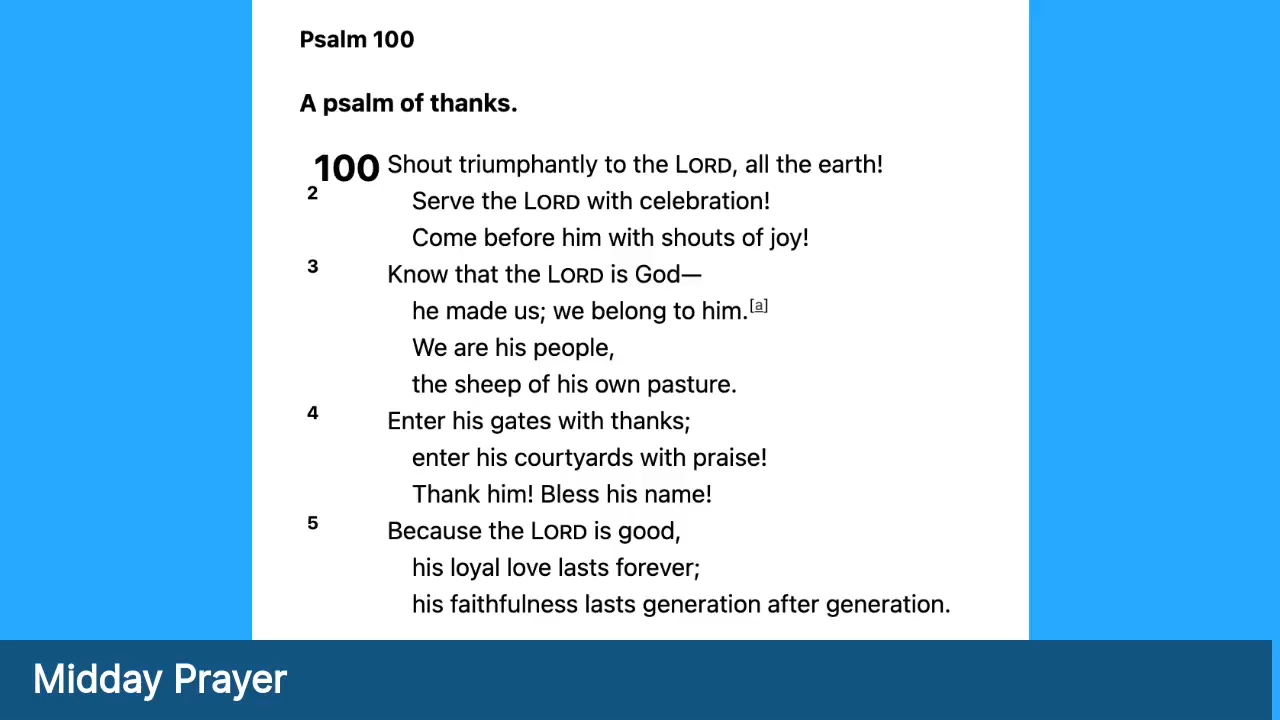 Psalm 100
A psalm of thanks.
100 Shout triumphantly to the LORD, all the earth!
2 Serve the LORD with celebration!
Come before him with shouts of joy!
3 Know that the LORD is God—
he made us; we belong to him.[a]
We are his people,
the sheep of his own pasture.
4 Enter his gates with thanks;
enter his courtyards with praise!
Thank him! Bless his name!
5 Because the LORD is good,
his loyal love lasts forever;
his faithfulness lasts generation after generation.
Midday Prayer